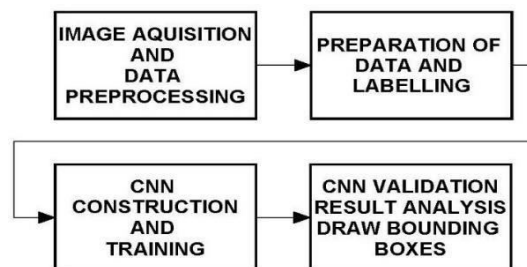 IMAGE AQUISITION
AND
DATA
PREPROCESSING
PREPARATION OF
DATA AND
LABELLING
CNN
CONSTRUCTION
AND
TRAINING
CNN VALIDATION
RESULT ANALYSIS
DRAW BOUNDING
BOXES